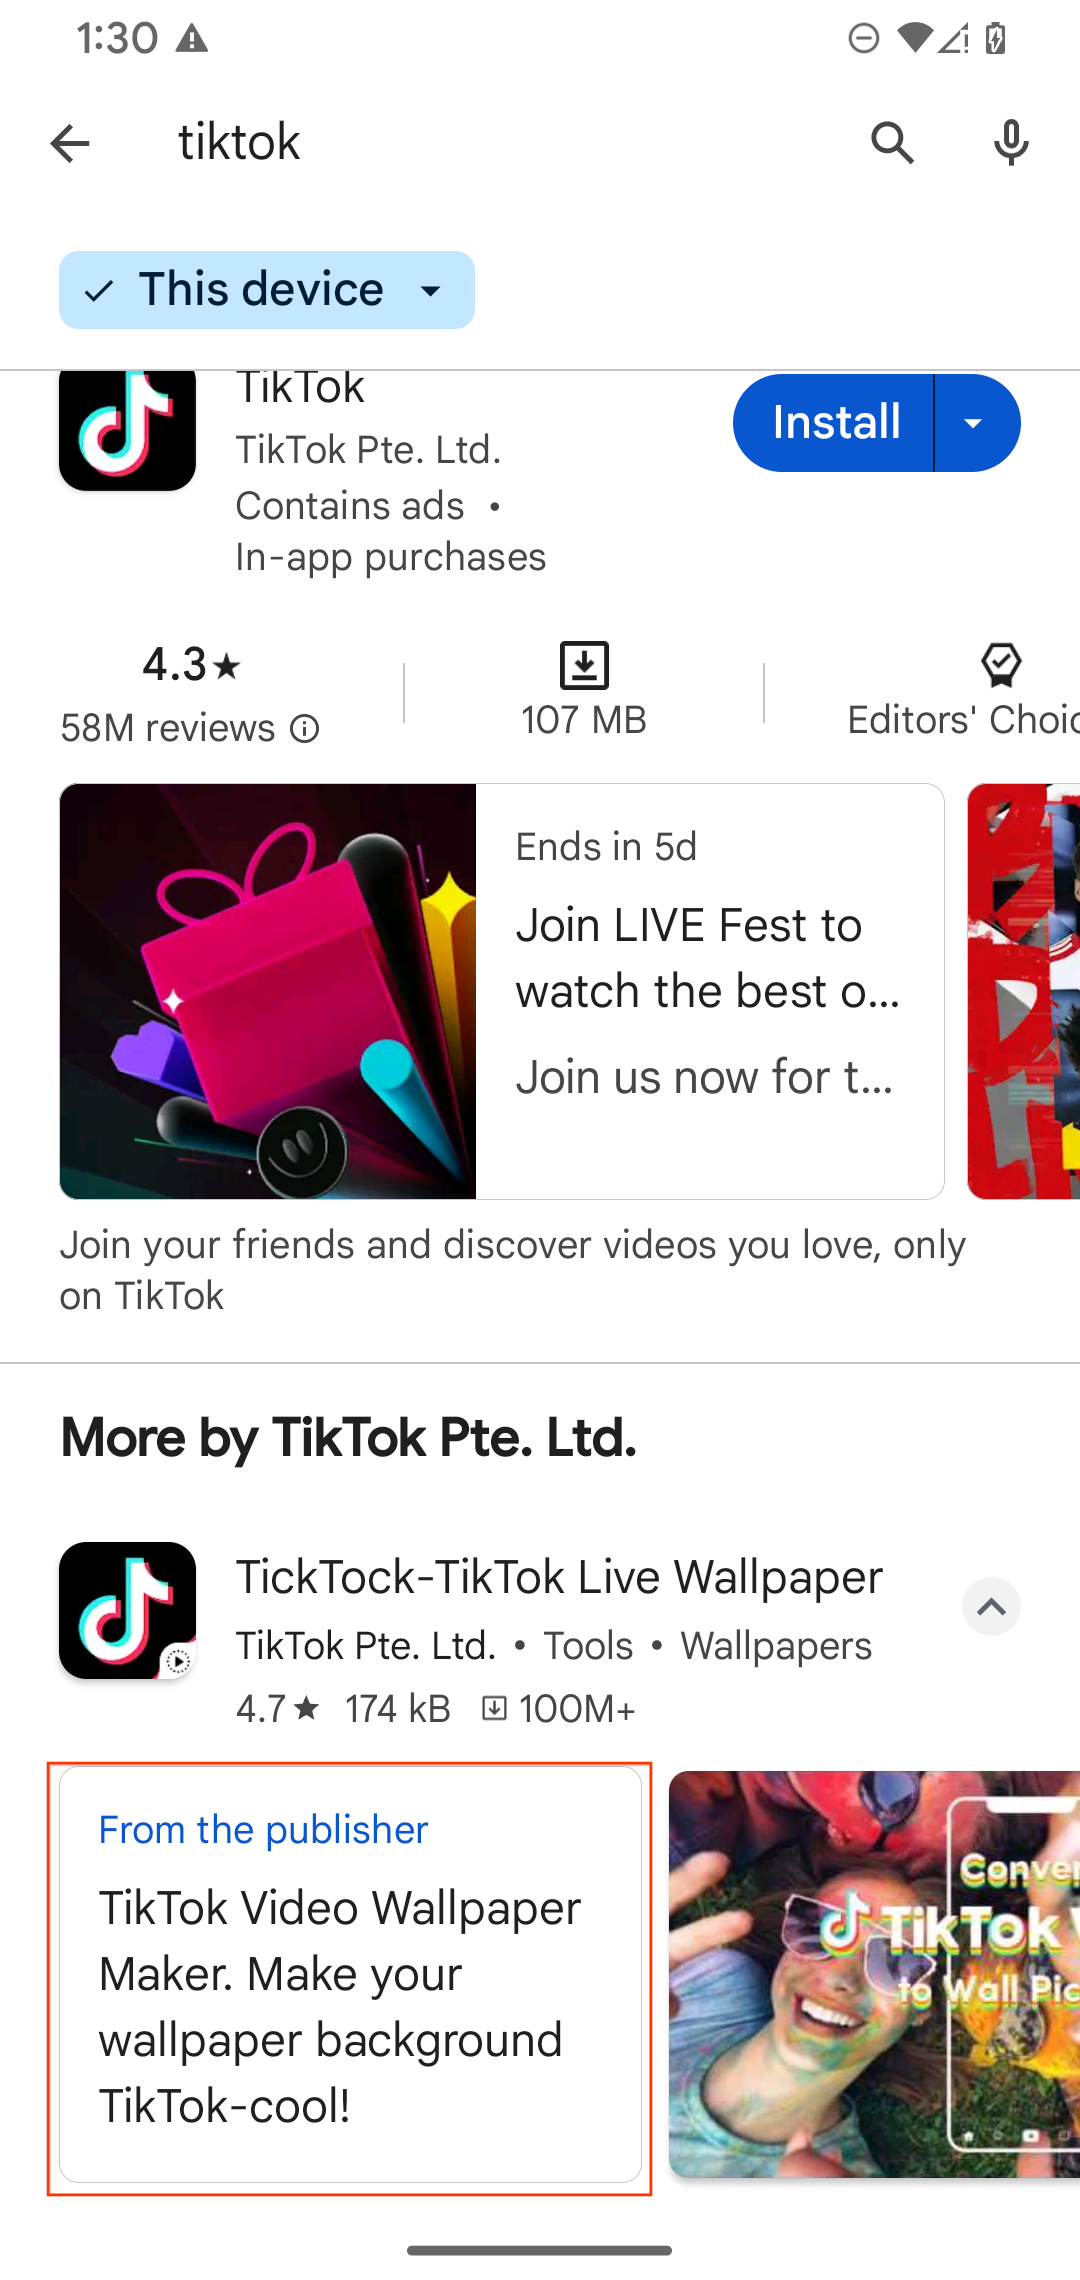 1:30
tiktok
This device
TikTok
Install
TikTok Pte. Ltd.
Contains ads •
In-app purchases
4.3★
58M reviews
107 MB
Editors' Choic
Ends in 5d
Join LIVE Fest to
watch the best o...
Join us now for t...
Join your friends and discover videos you love, only
on TikTok
More by TikTok Pte. Ltd.
TickTock-TikTok Live Wallpaper
TikTok Pte. Ltd. • Tools • Wallpapers
4.7★ 174 kB 100M+
From the publisher
TikTok Video Wallpaper
Maker. Make your
wallpaper background
TikTok-cool!
Conver
TikTok
to Wall Pic